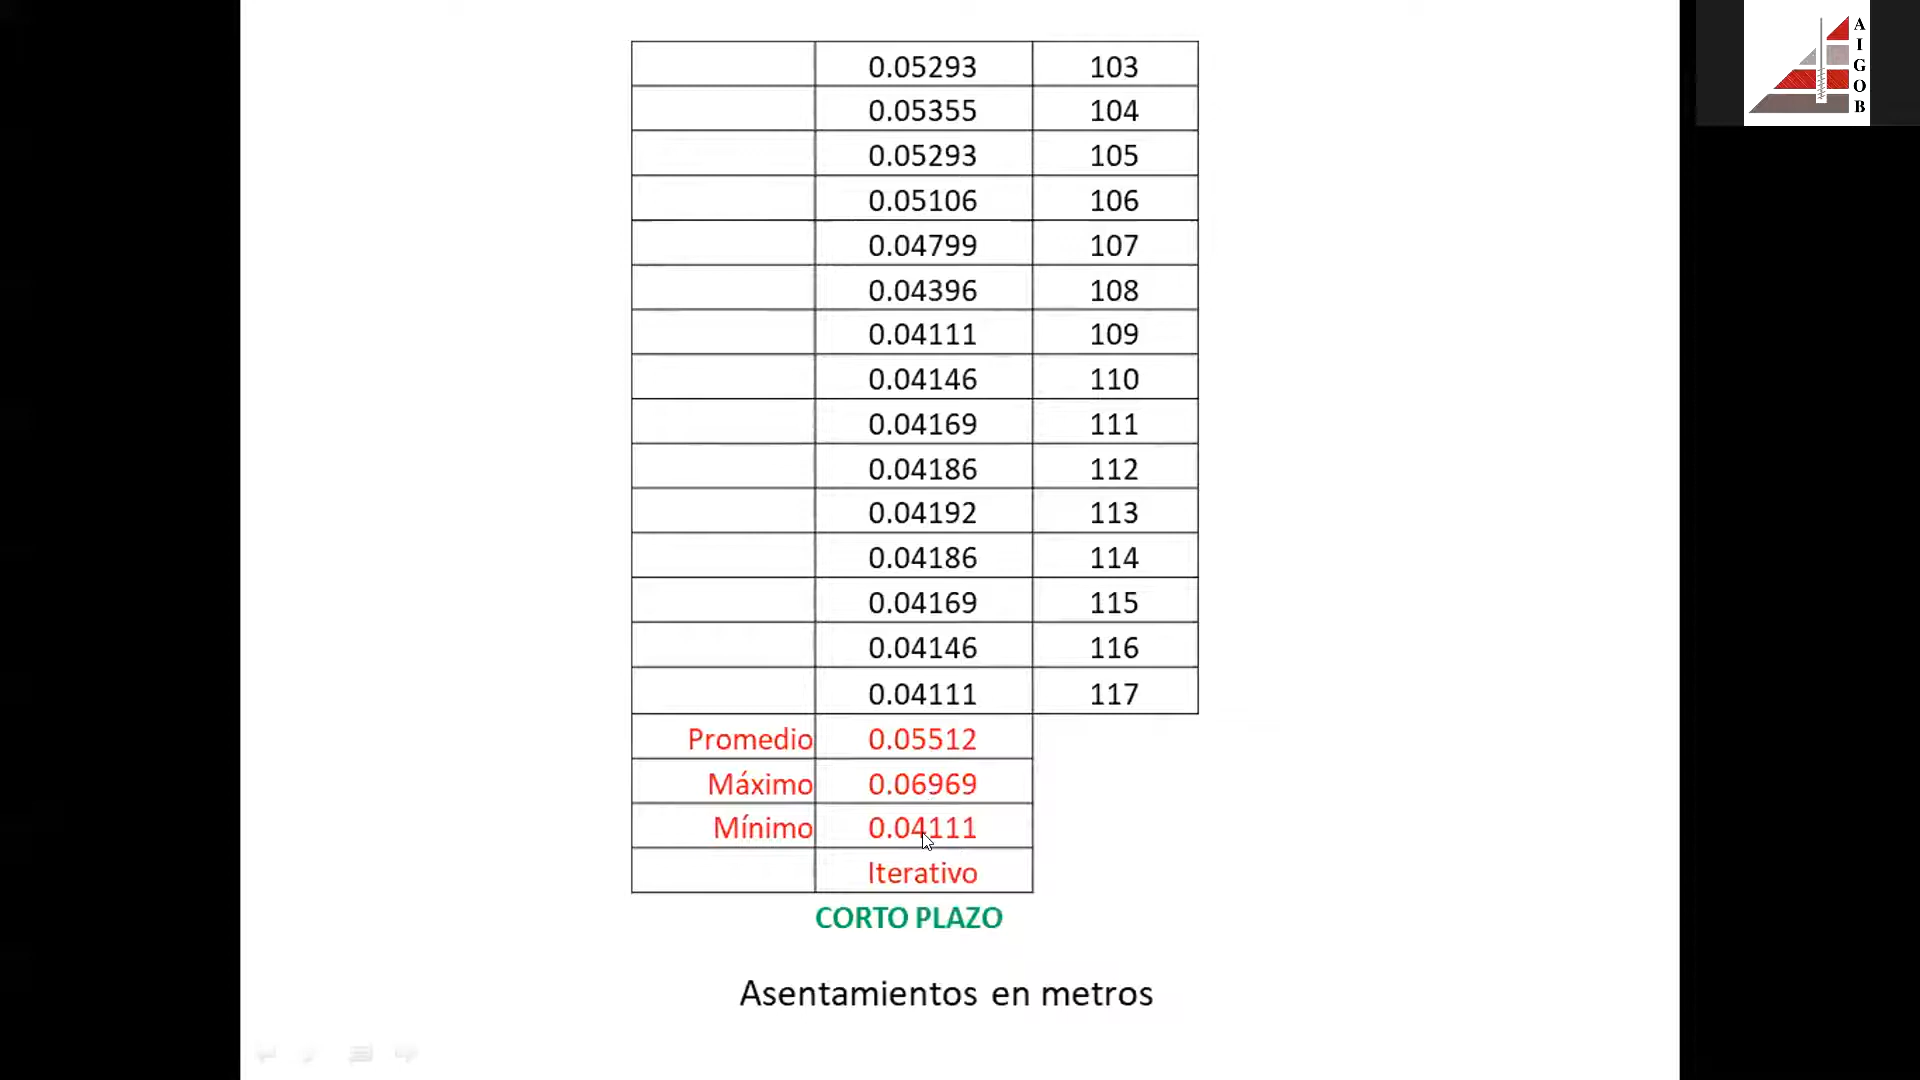 0.05293 103
0.05355 104
0.05293 105
0.05106 106
0.04799 107
0.04396 108
0.04111 109
0.04146 110
0.04169 111
0.04186 112
0.04192 113
0.04186 114
0.04169 115
0.04146 116
0.04111 117
Promedio 0.05512
Máximo 0.06969
Mínimo 0.04111
Iterativo
CORTO PLAZO
Asentamientos en metros
AIGOB